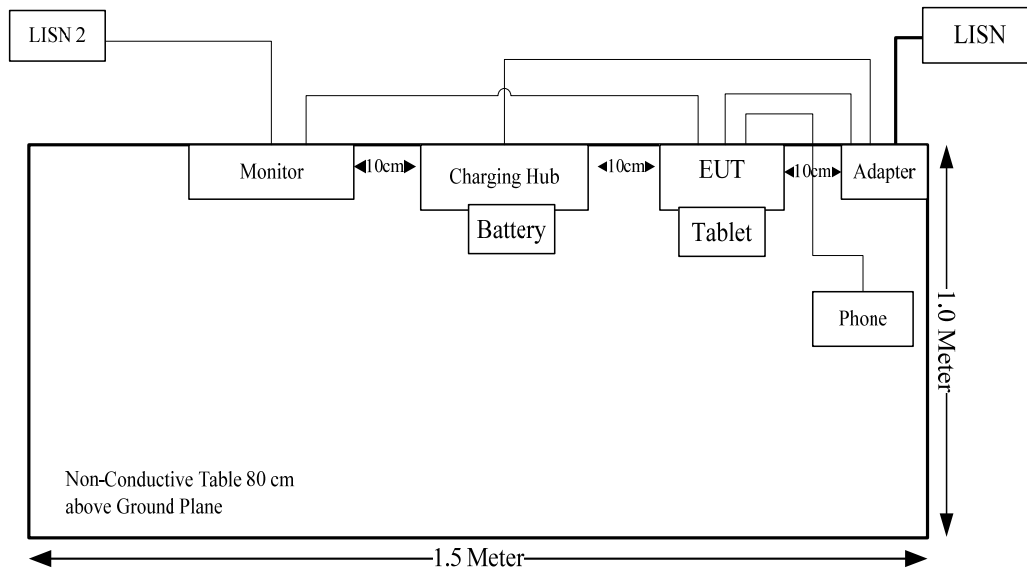 LISN 2
LISN
Monitor
10cm
Charging Hub
10cm
EUT
10cm
Adapter
Battery
Tablet
Phone
1.0 Meter
Non-Conductive Table 80 cm
above Ground Plane
1.5 Meter